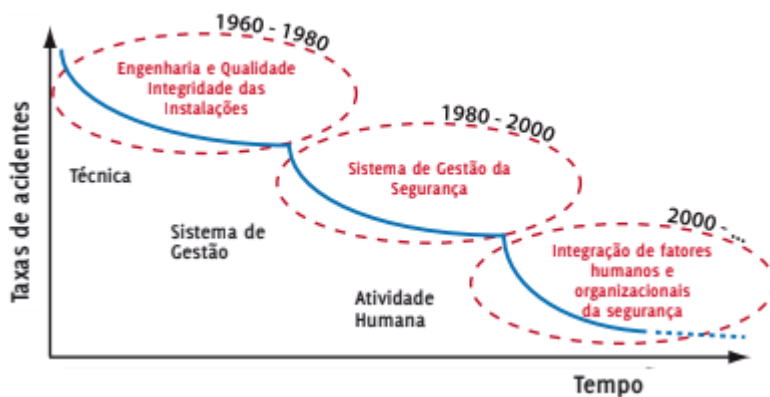 1960 - 1980
Engenharia e Qualidade
Integridade das
Instalações
1980 - 2000
Sistema de Gestão da
Segurança
2000 - ...
Integração de fatores
humanos e
organizacionais
da segurança
Técnica
Sistema de
Gestão
Atividade
Humana
Taxas de acidentes
Tempo